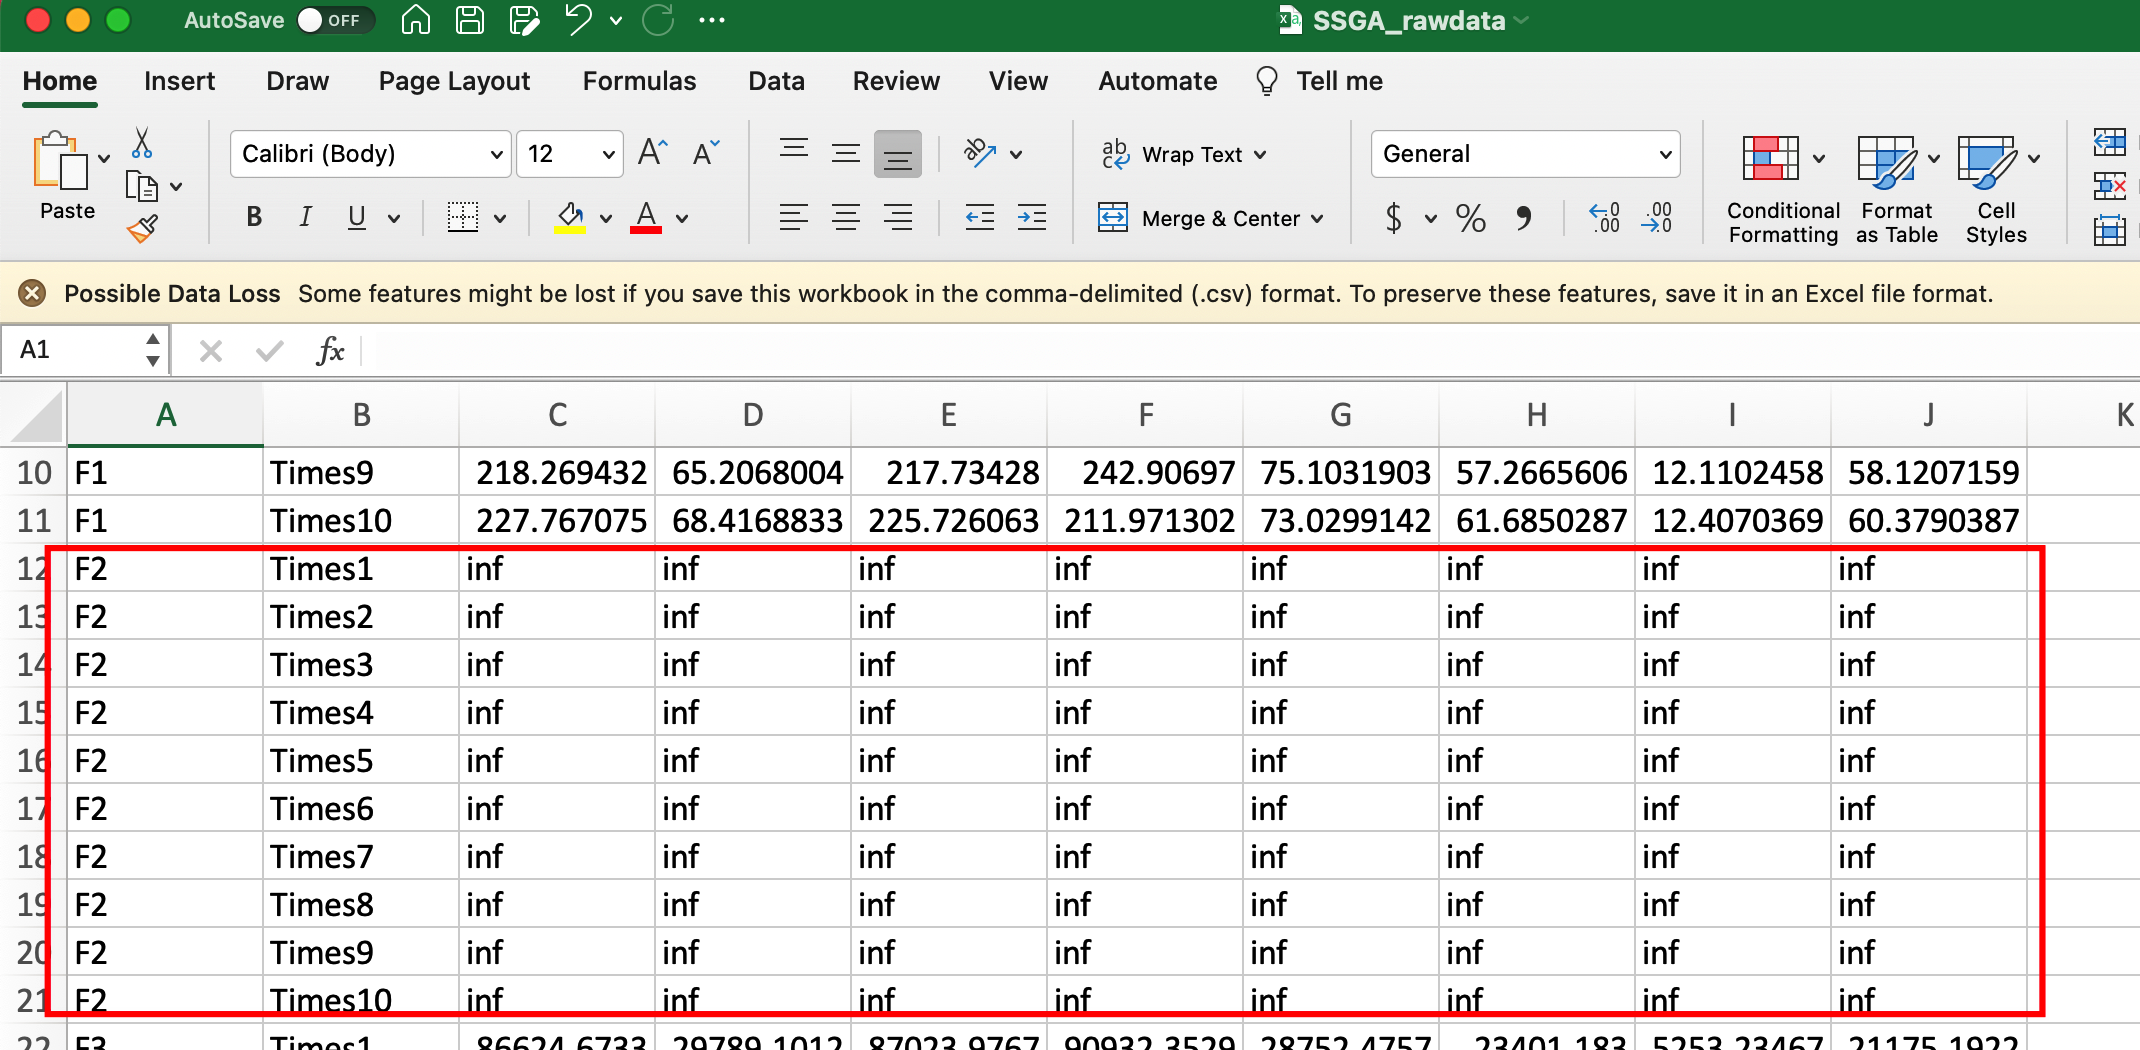 AutoSave OFF SSGA_rawdata
Home Insert Draw Page Layout Formulas Data Review View Automate Tell me
Paste Calibri (Body) 12 Wrap Text General
B I U Merge & Center $ % Conditional Formatting Format as Table Cell Styles
Possible Data Loss Some features might be lost if you save this workbook in the comma-delimited (.csv) format. To preserve these features, save it in an Excel file format.
A1 fx
A B C D E F G H I J K
10 F1 Times9 218.269432 65.2068004 217.73428 242.90697 75.1031903 57.2665606 12.1102458 58.1207159
11 F1 Times10 227.767075 68.4168833 225.726063 211.971302 73.0299142 61.6850287 12.4070369 60.3790387
12 F2 Times1 inf inf inf inf inf inf inf inf
13 F2 Times2 inf inf inf inf inf inf inf inf
14 F2 Times3 inf inf inf inf inf inf inf inf
15 F2 Times4 inf inf inf inf inf inf inf inf
16 F2 Times5 inf inf inf inf inf inf inf inf
17 F2 Times6 inf inf inf inf inf inf inf inf
18 F2 Times7 inf inf inf inf inf inf inf inf
19 F2 Times8 inf inf inf inf inf inf inf inf
20 F2 Times9 inf inf inf inf inf inf inf inf
21 F2 Times10 inf inf inf inf inf inf inf inf
22 F3 Times1 86624.6733 29789.1012 87023.9767 90932.3529 28752.4757 23401.183 5253.23467 21175.1922